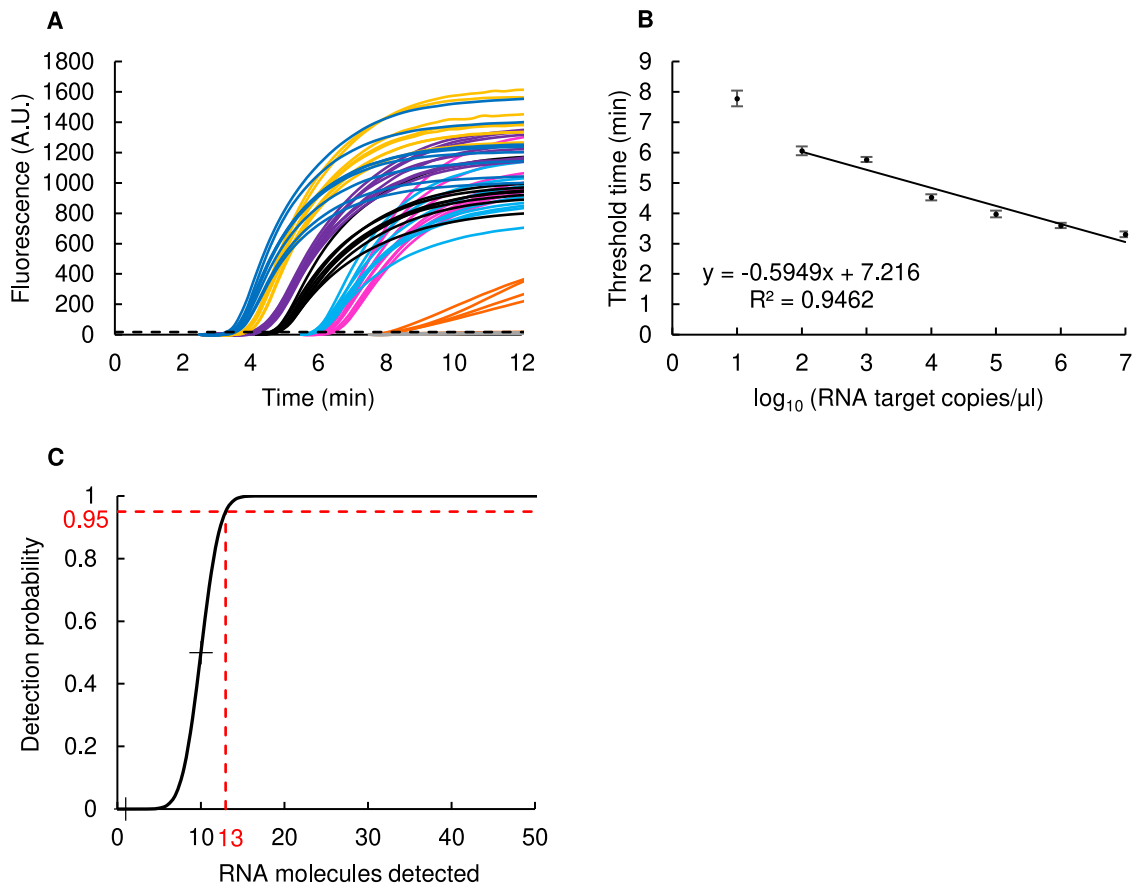 A
1800
1600
1400
1200
1000
800
600
400
200
0
Fluorescence (A.U.)
0 2 4 6 8 10 12
Time (min)
B
9
8
7
6
5
4
3
2
1
0
Threshold time (min)
y = -0.5949x + 7.216
R² = 0.9462
0 1 2 3 4 5 6 7
log₁₀ (RNA target copies/µl)
C
1
0.95
0.8
0.6
0.4
0.2
0
Detection probability
0 10 13 20 30 40 50
RNA molecules detected